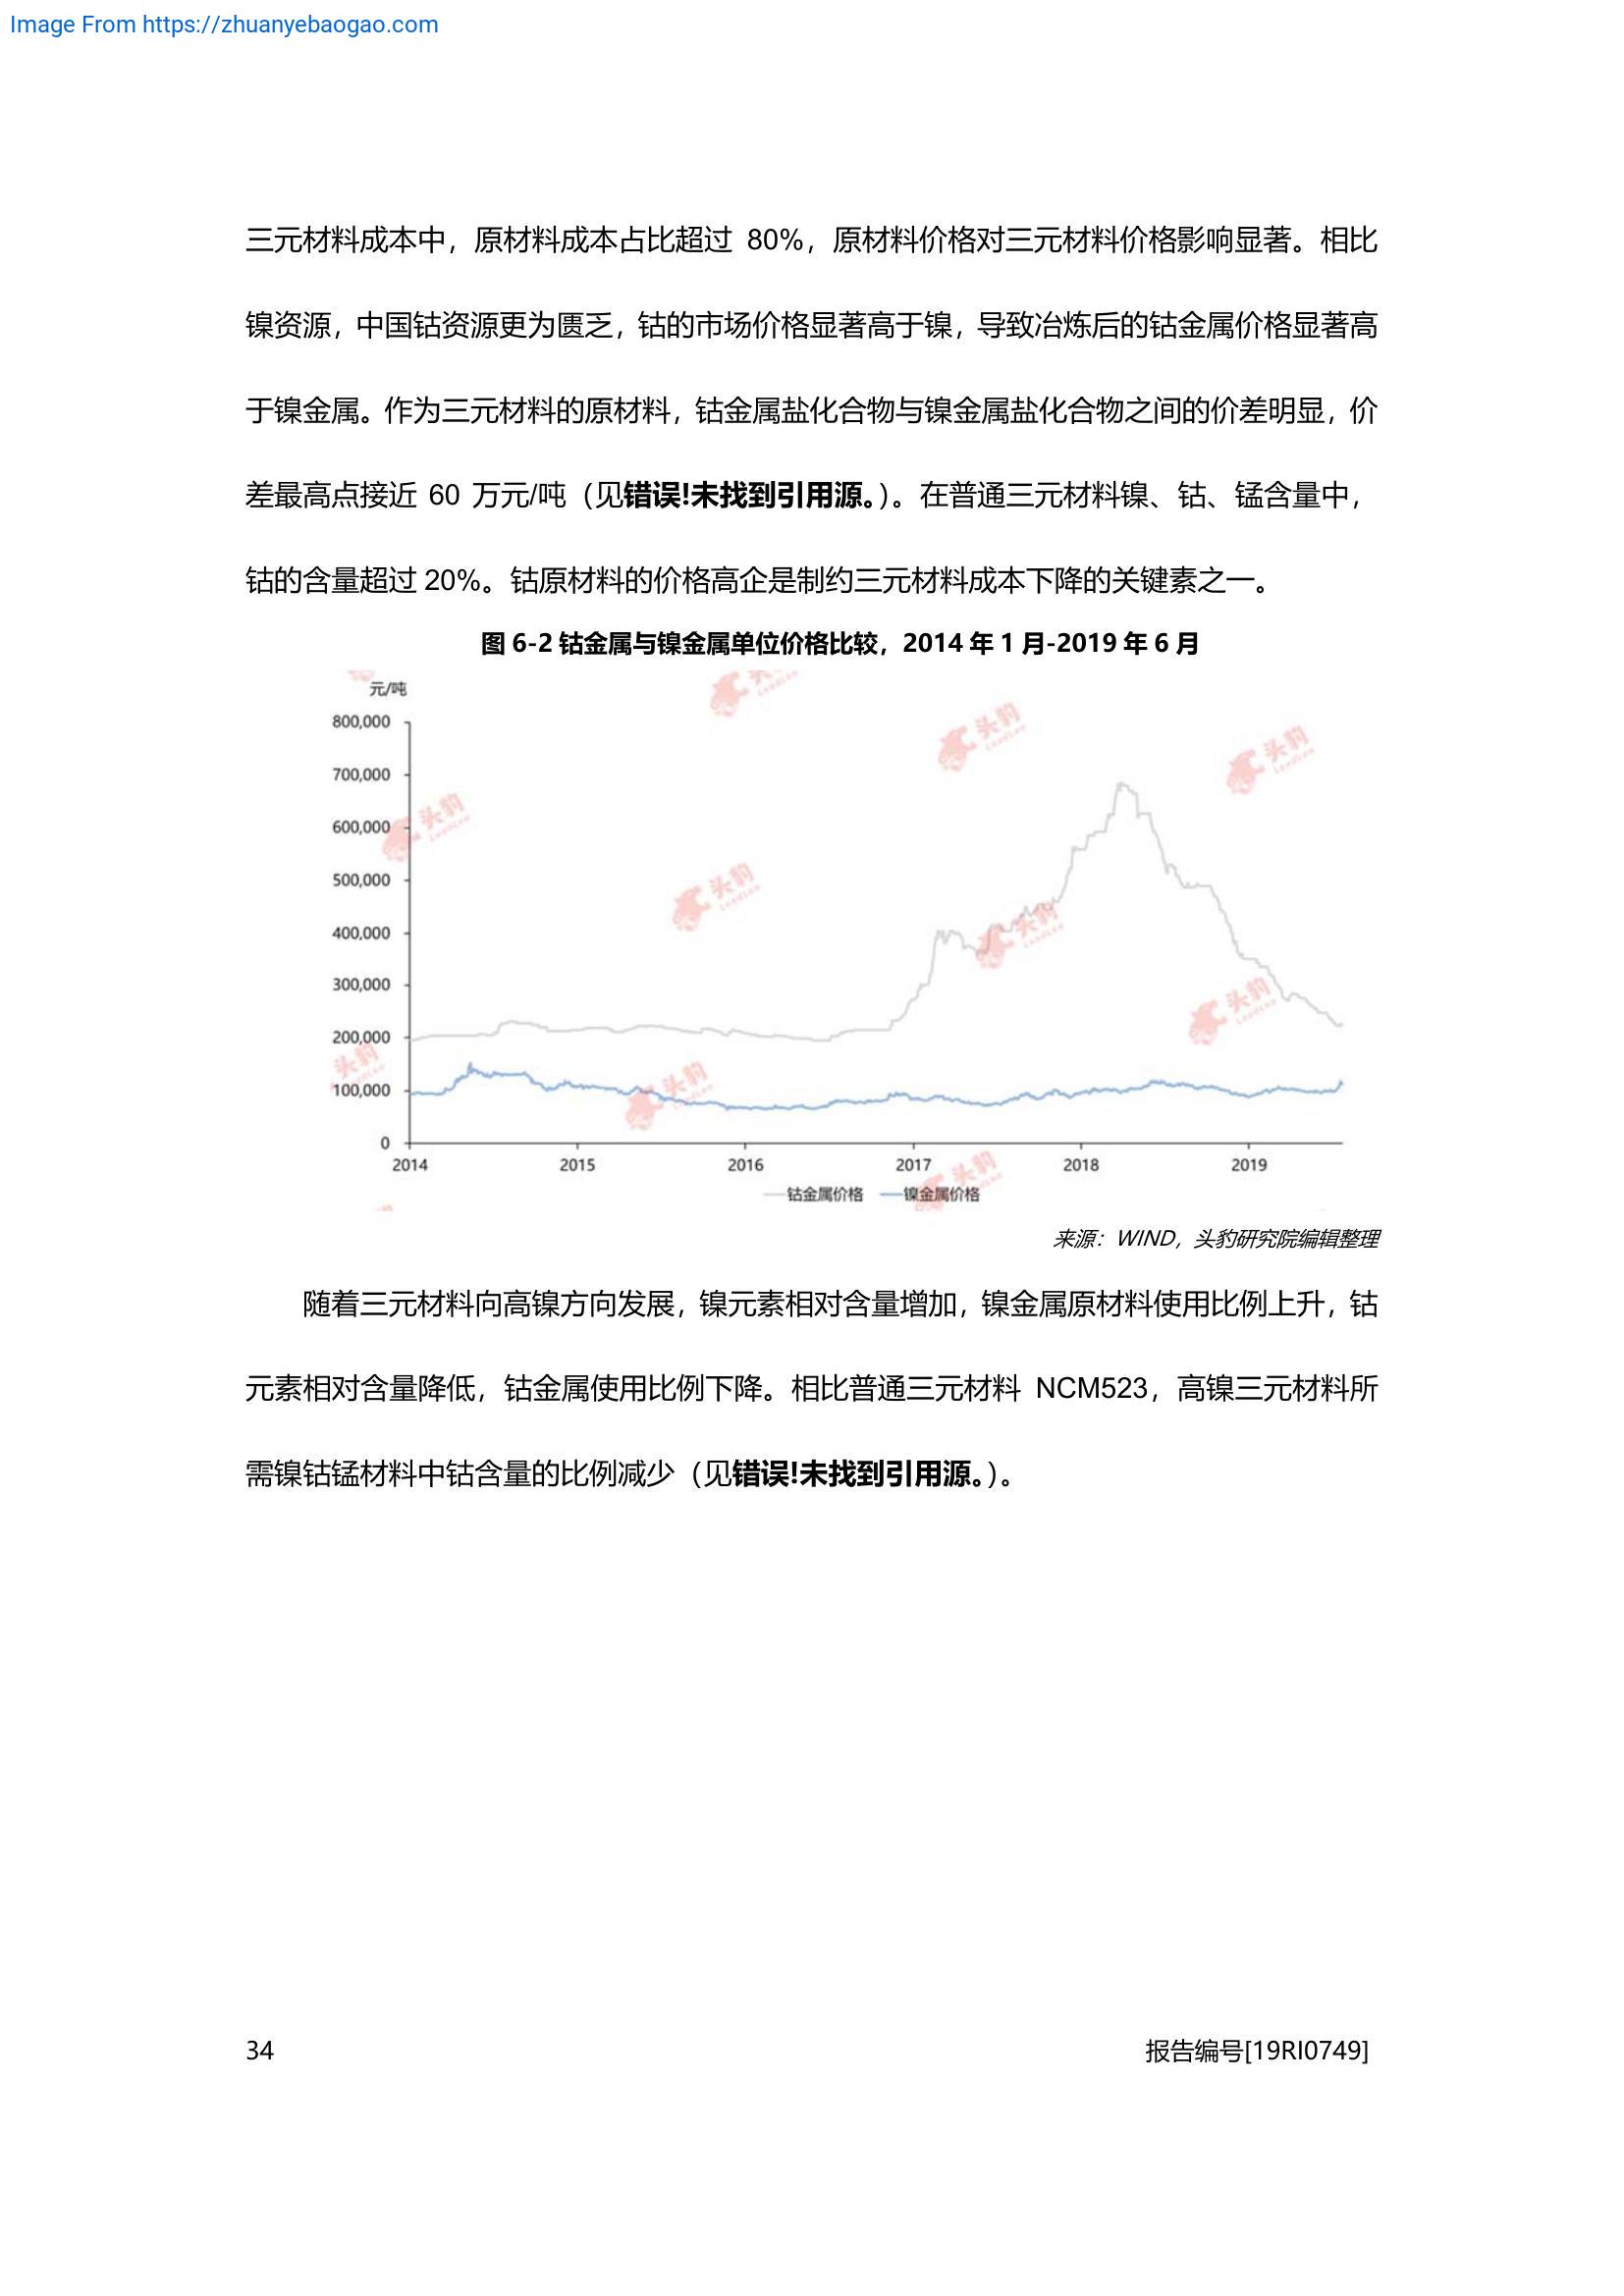 Image From https://zhuanyebaogao.com
三元材料成本中，原材料成本占比超过 80%，原材料价格对三元材料价格影响显著。相比
镍资源，中国钴资源更为匮乏，钴的市场价格显著高于镍，导致冶炼后的钴金属价格显著高
于镍金属。作为三元材料的原材料，钴金属盐化合物与镍金属盐化合物之间的价差明显，价
差最高点接近 60 万元/吨（见错误!未找到引用源。）。在普通三元材料镍、钴、锰含量中，
钴的含量超过 20%。钴原材料的价格高企是制约三元材料成本下降的关键素之一。
图 6-2 钴金属与镍金属单位价格比较，2014 年 1 月-2019 年 6 月
元/吨
800,000
700,000
600,000
500,000
400,000
300,000
200,000
100,000
0
2014 2015 2016 2017 2018 2019
钴金属价格 镍金属价格
头豹 LeadLeo
头豹 LeadLeo
头豹 LeadLeo
头豹 LeadLeo
头豹 LeadLeo
头豹 LeadLeo
头豹 LeadLeo
头豹 LeadLeo
头豹
头豹 LeadLeo
来源：WIND，头豹研究院编辑整理
随着三元材料向高镍方向发展，镍元素相对含量增加，镍金属原材料使用比例上升，钴
元素相对含量降低，钴金属使用比例下降。相比普通三元材料 NCM523，高镍三元材料所
需镍钴锰材料中钴含量的比例减少（见错误!未找到引用源。）。
34 报告编号[19RI0749]